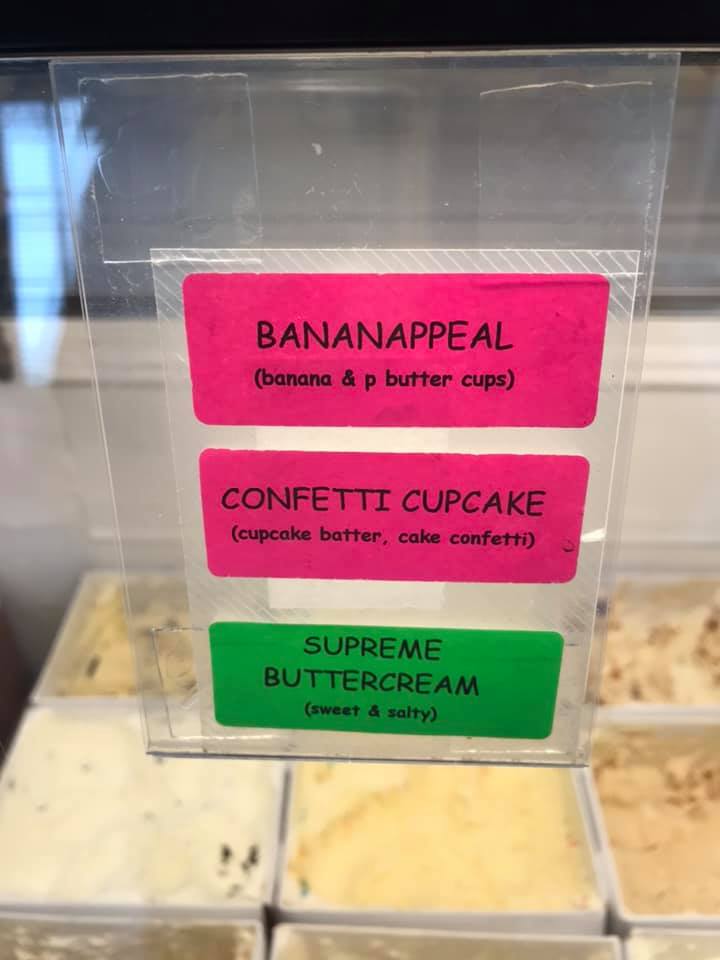 BANANAPPEAL
(banana & p butter cups)
CONFETTI CUPCAKE
(cupcake batter, cake confetti)
SUPREME
BUTTERCREAM
(sweet & salty)